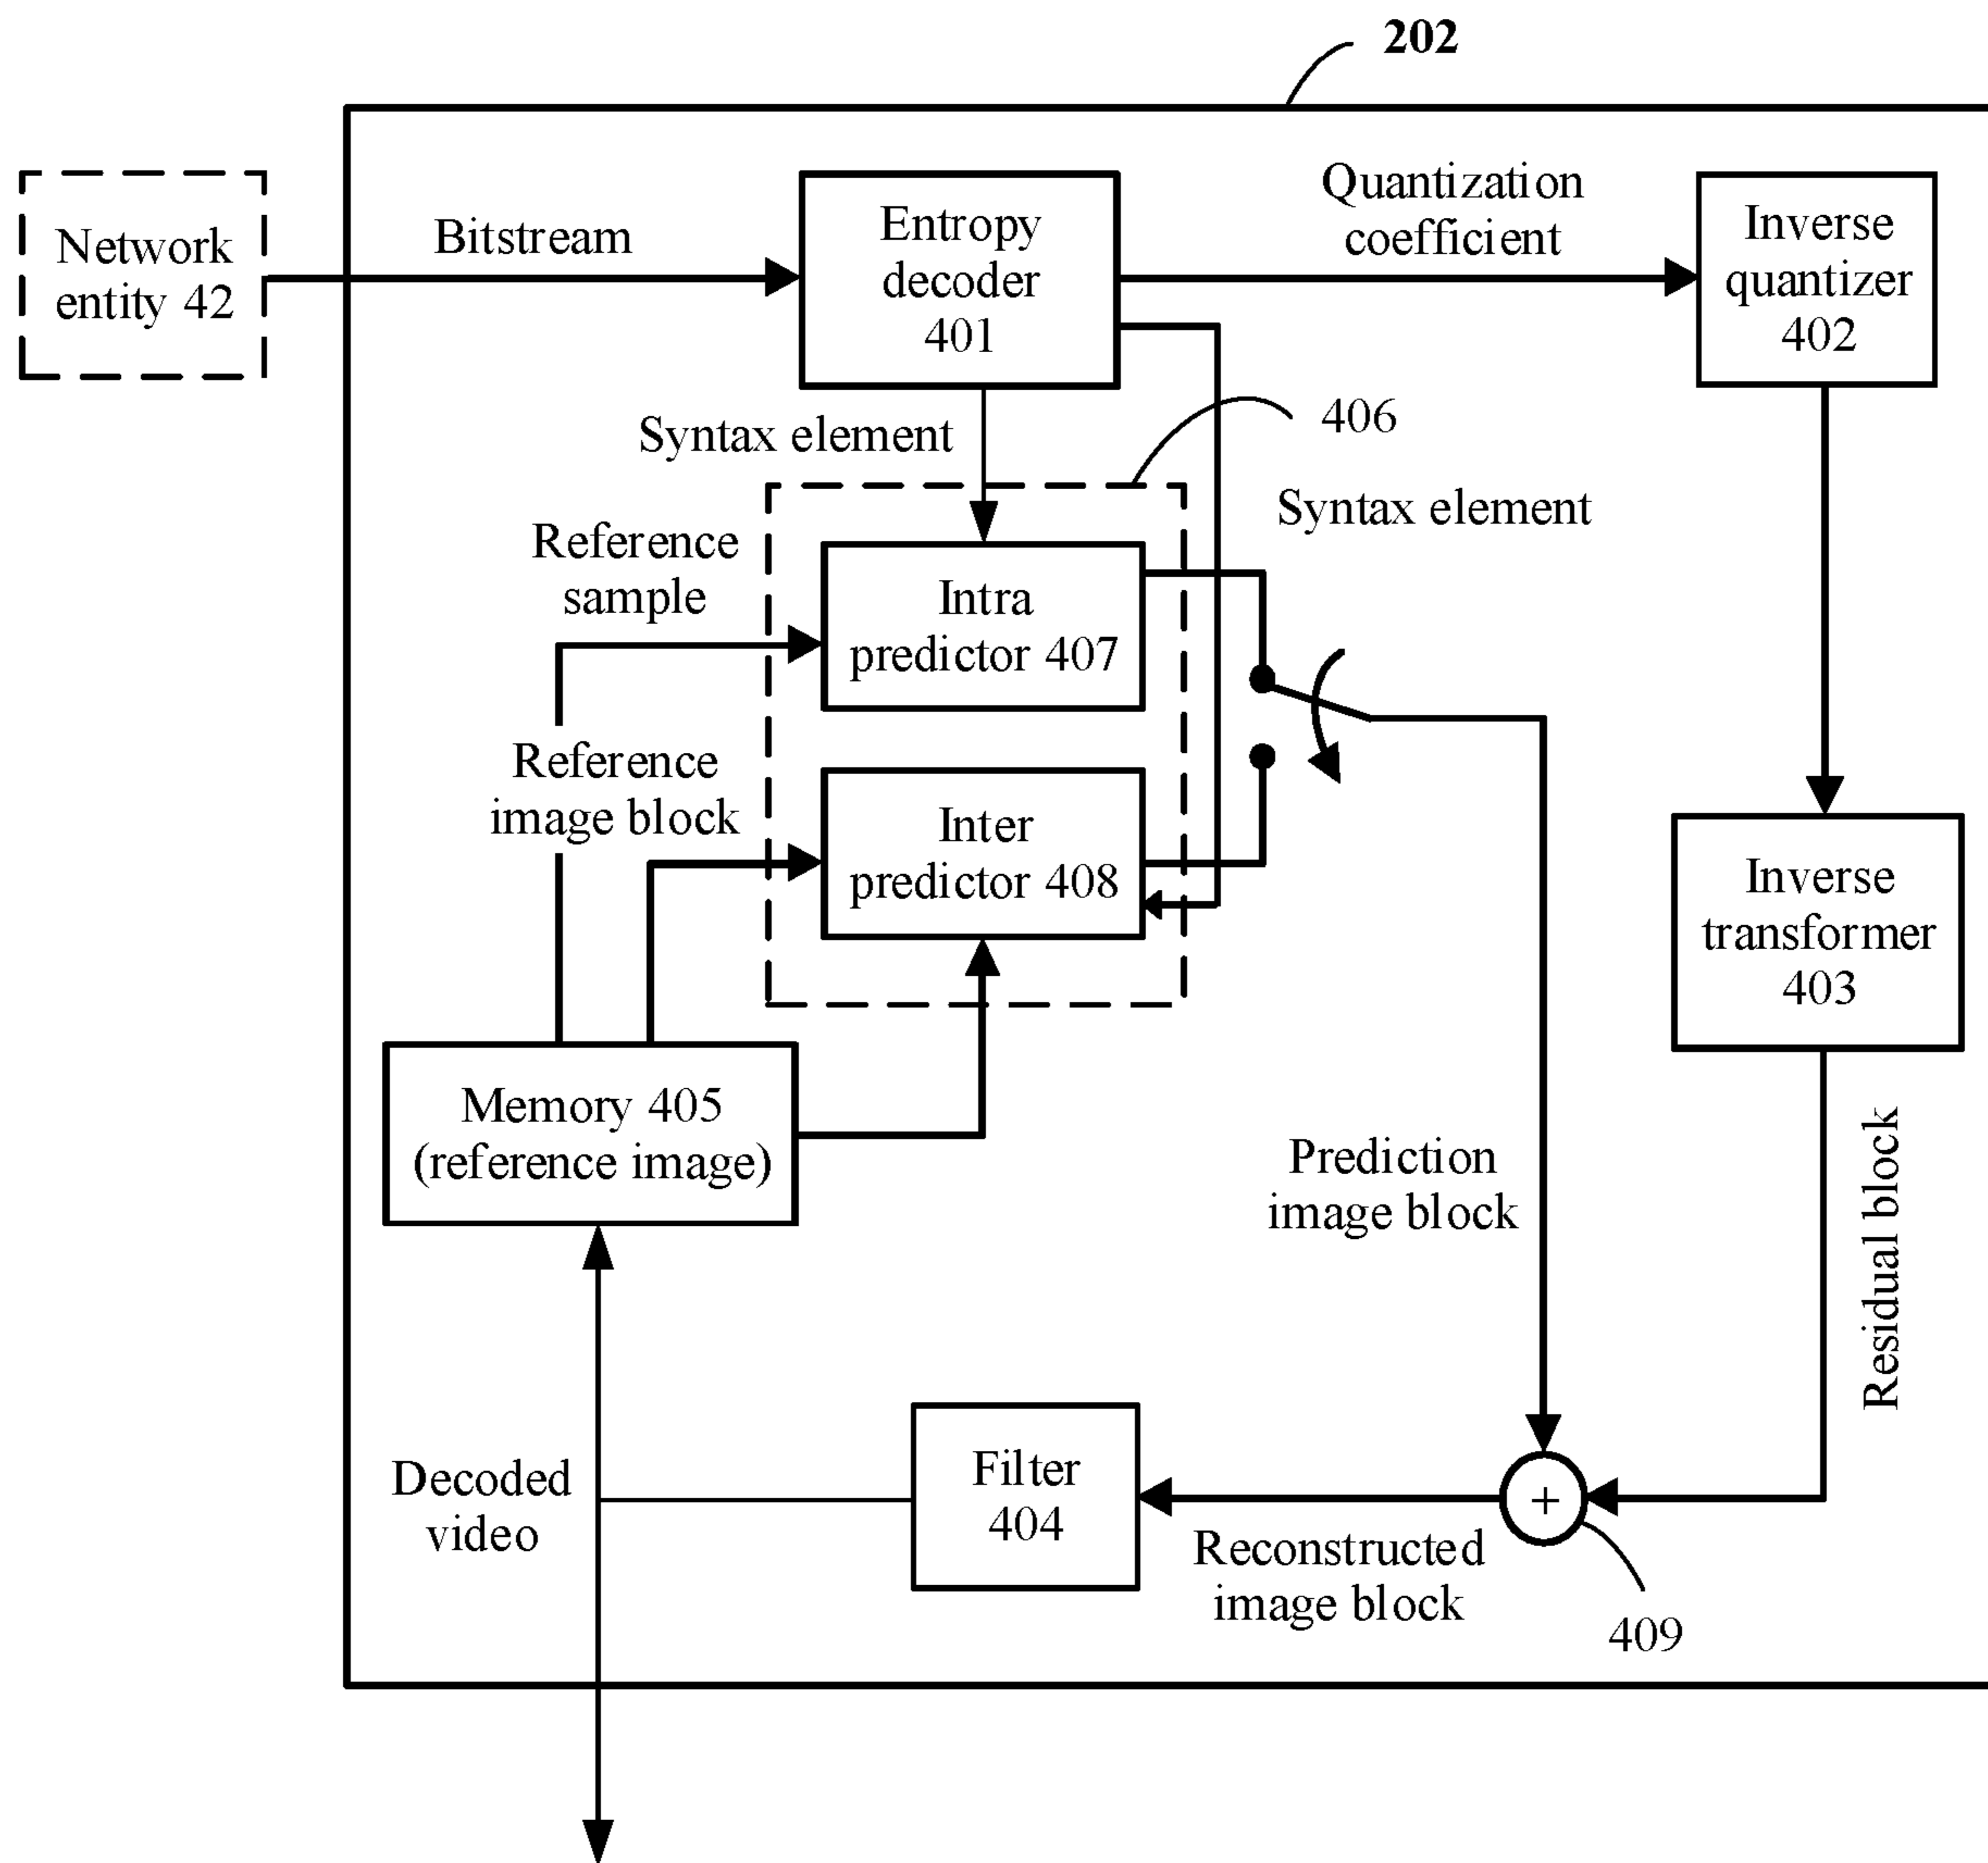 202
Network
entity 42
Bitstream
Entropy
decoder
401
Quantization
coefficient
Inverse
quantizer
402
Syntax element
406
Syntax element
Reference
sample
Intra
predictor 407
Reference
image block
Inter
predictor 408
Inverse
transformer
403
Memory 405
(reference image)
Prediction
image block
Residual block
Decoded
video
Filter
404
+
Reconstructed
image block
409